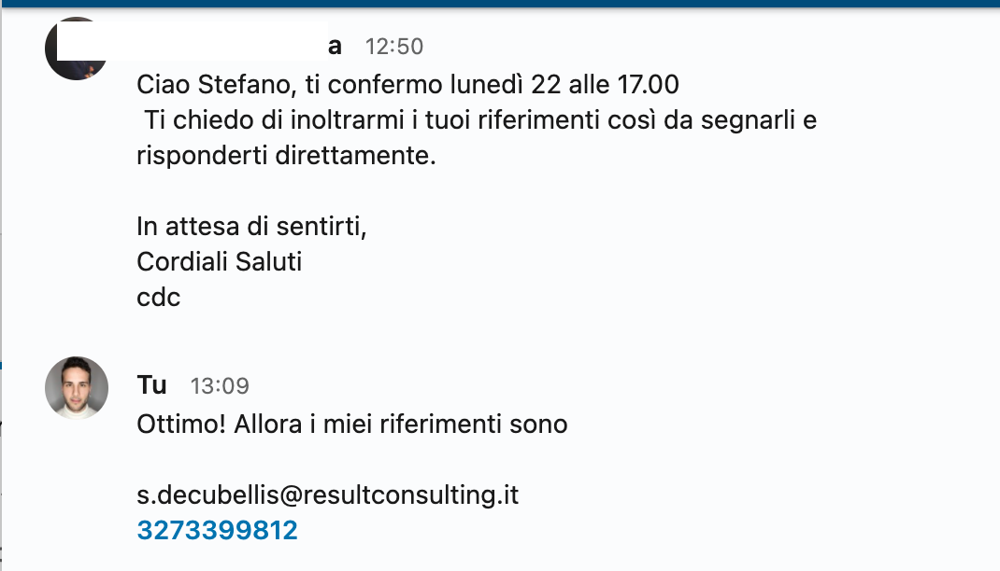 a 12:50
Ciao Stefano, ti confermo lunedì 22 alle 17.00
Ti chiedo di inoltrarmi i tuoi riferimenti così da segnarli e
risponderti direttamente.
In attesa di sentirti,
Cordiali Saluti
cdc
Tu 13:09
Ottimo! Allora i miei riferimenti sono
s.decubellis@resultconsulting.it
3273399812